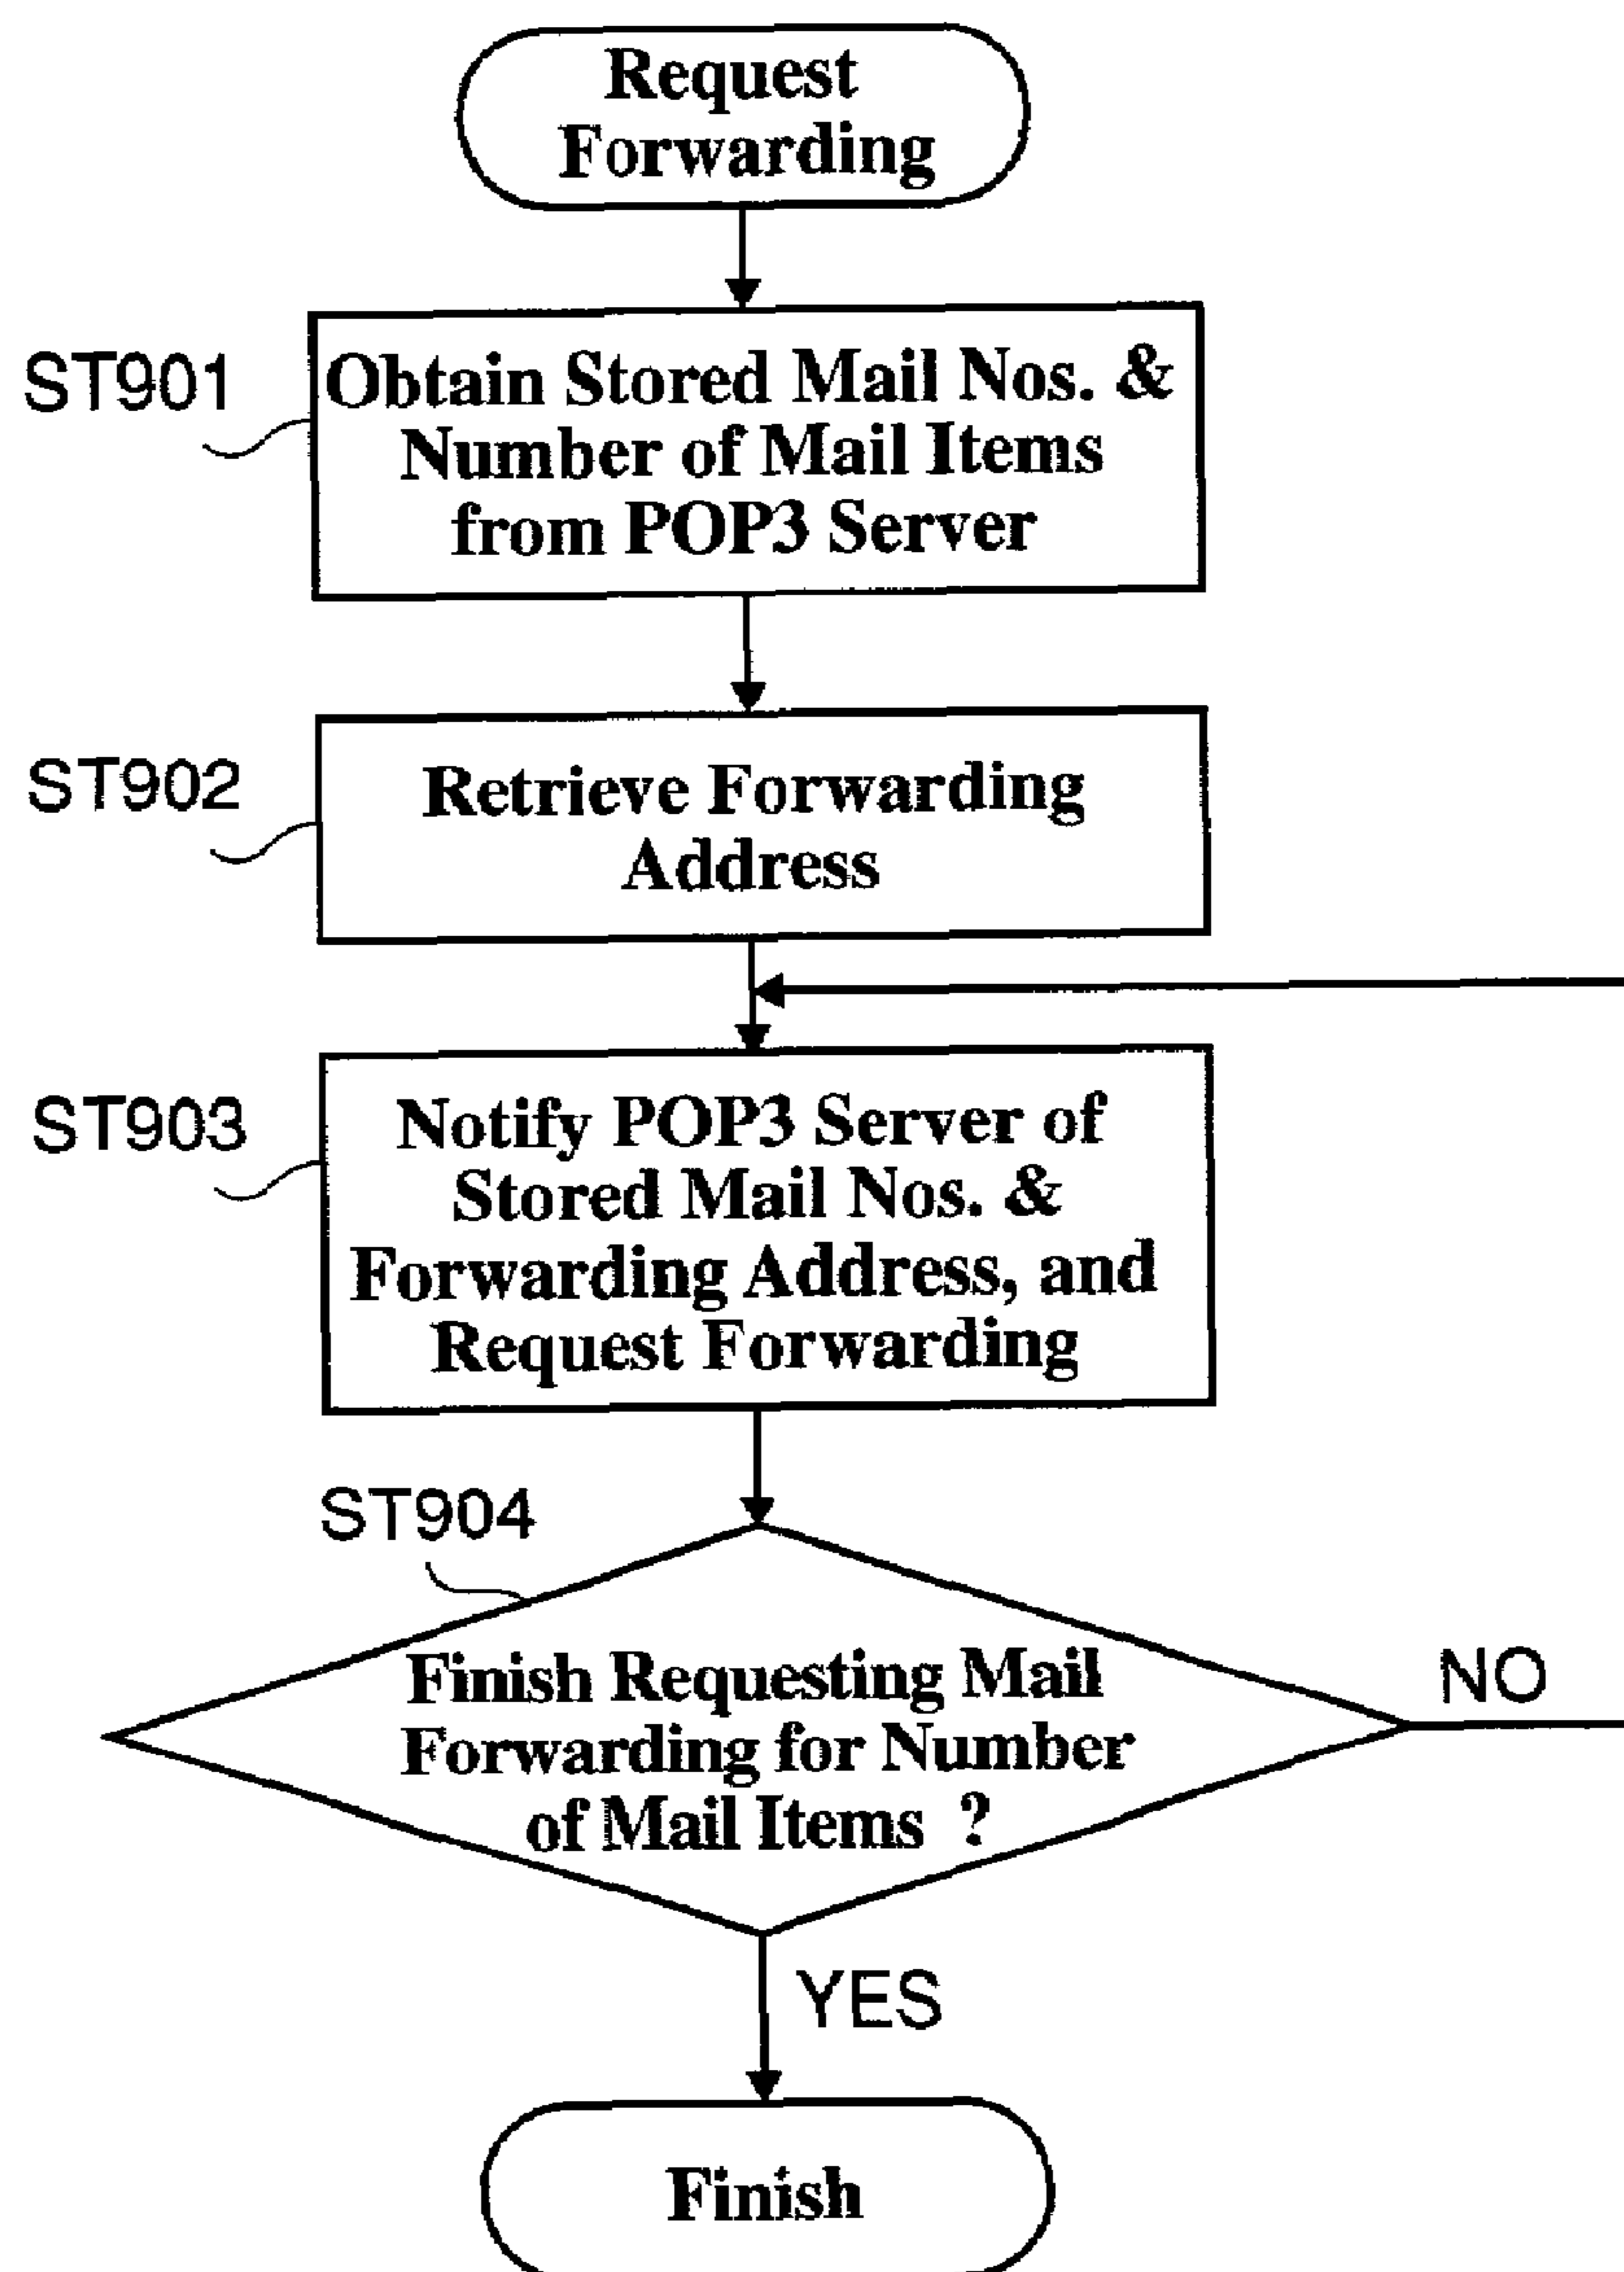 Request
Forwarding
ST901
Obtain Stored Mail Nos. &
Number of Mail Items
from POP3 Server
ST902
Retrieve Forwarding
Address
ST903
Notify POP3 Server of
Stored Mail Nos. &
Forwarding Address, and
Request Forwarding
ST904
Finish Requesting Mail
Forwarding for Number
of Mail Items ?
NO
YES
Finish